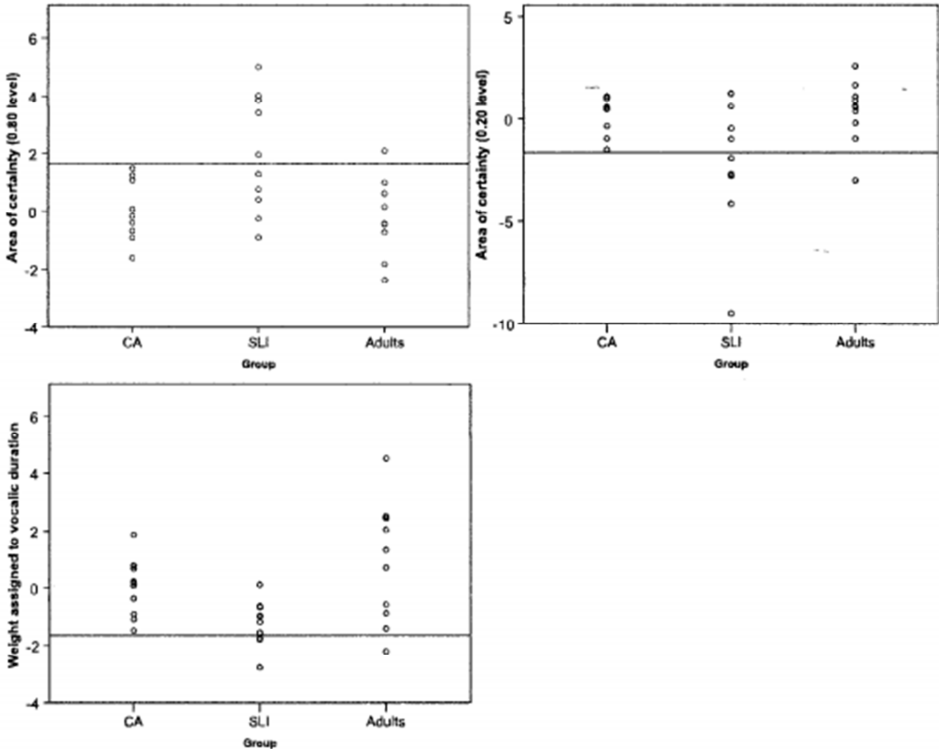 Area of certainty (0.80 level)
6
4
2
0
-2
-4
CA
SLI
Adults
Group
Area of certainty (0.20 level)
5
0
-5
-10
CA
SLI
Adults
Group
Weight assigned to vocalic duration
6
4
2
0
-2
-4
CA
SLI
Adults
Group